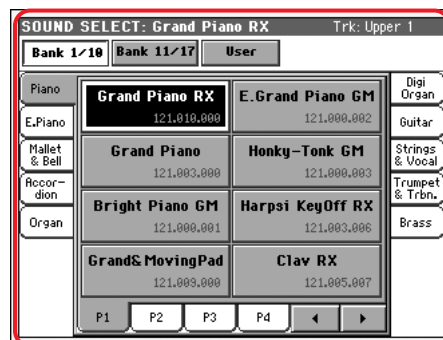 SOUND SELECT: Grand Piano RX Trk: Upper 1
Bank 1/10 Bank 11/17 User
Piano
E.Piano
Mallet
& Bell
Accor-
dion
Organ
Grand Piano RX
121.010.000
E.Grand Piano GM
121.000.002
Grand Piano
121.003.000
Honky-Tonk GM
121.000.003
Bright Piano GM
121.000.001
Harpsi KeyOff RX
121.003.006
Grand&MovingPad
121.009.000
Clav RX
121.005.007
Digi
Organ
Guitar
Strings
& Vocal
Trumpet
& Trbn.
Brass
P1 P2 P3 P4